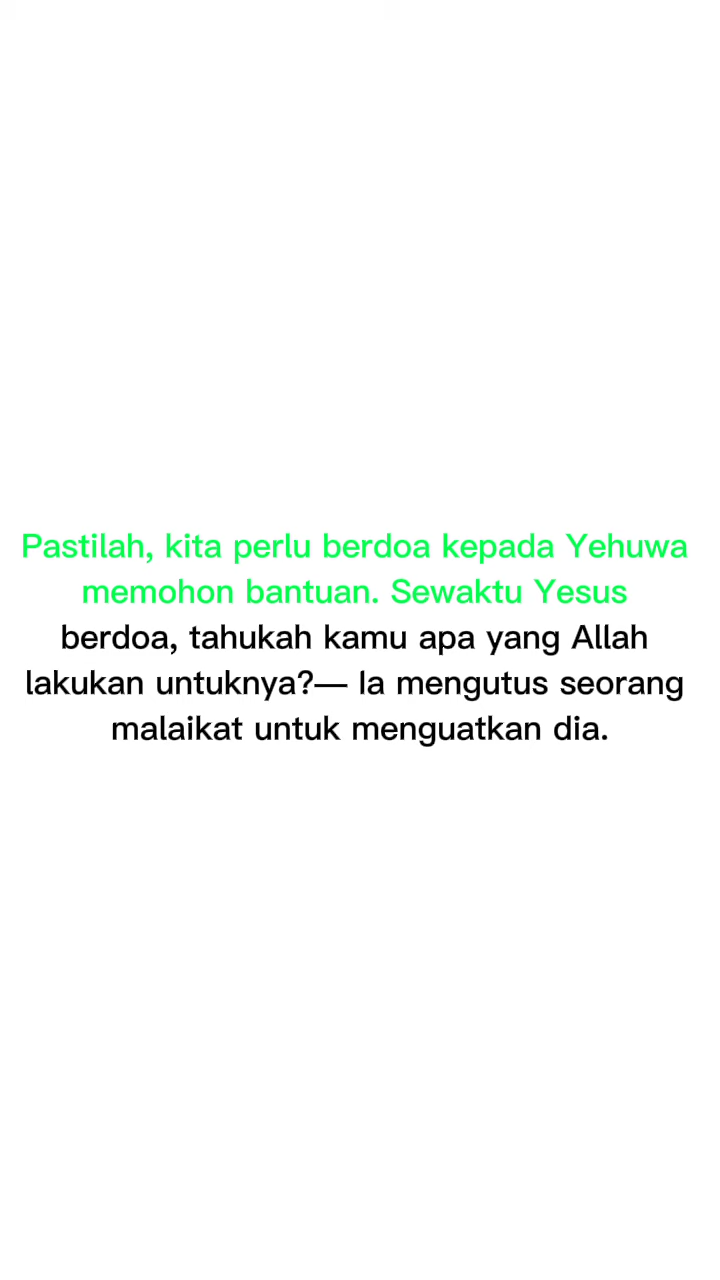 Pastilah, kita perlu berdoa kepada Yehuwa
memohon bantuan. Sewaktu Yesus
berdoa, tahukah kamu apa yang Allah
lakukan untuknya?— Ia mengutus seorang
malaikat untuk menguatkan dia.